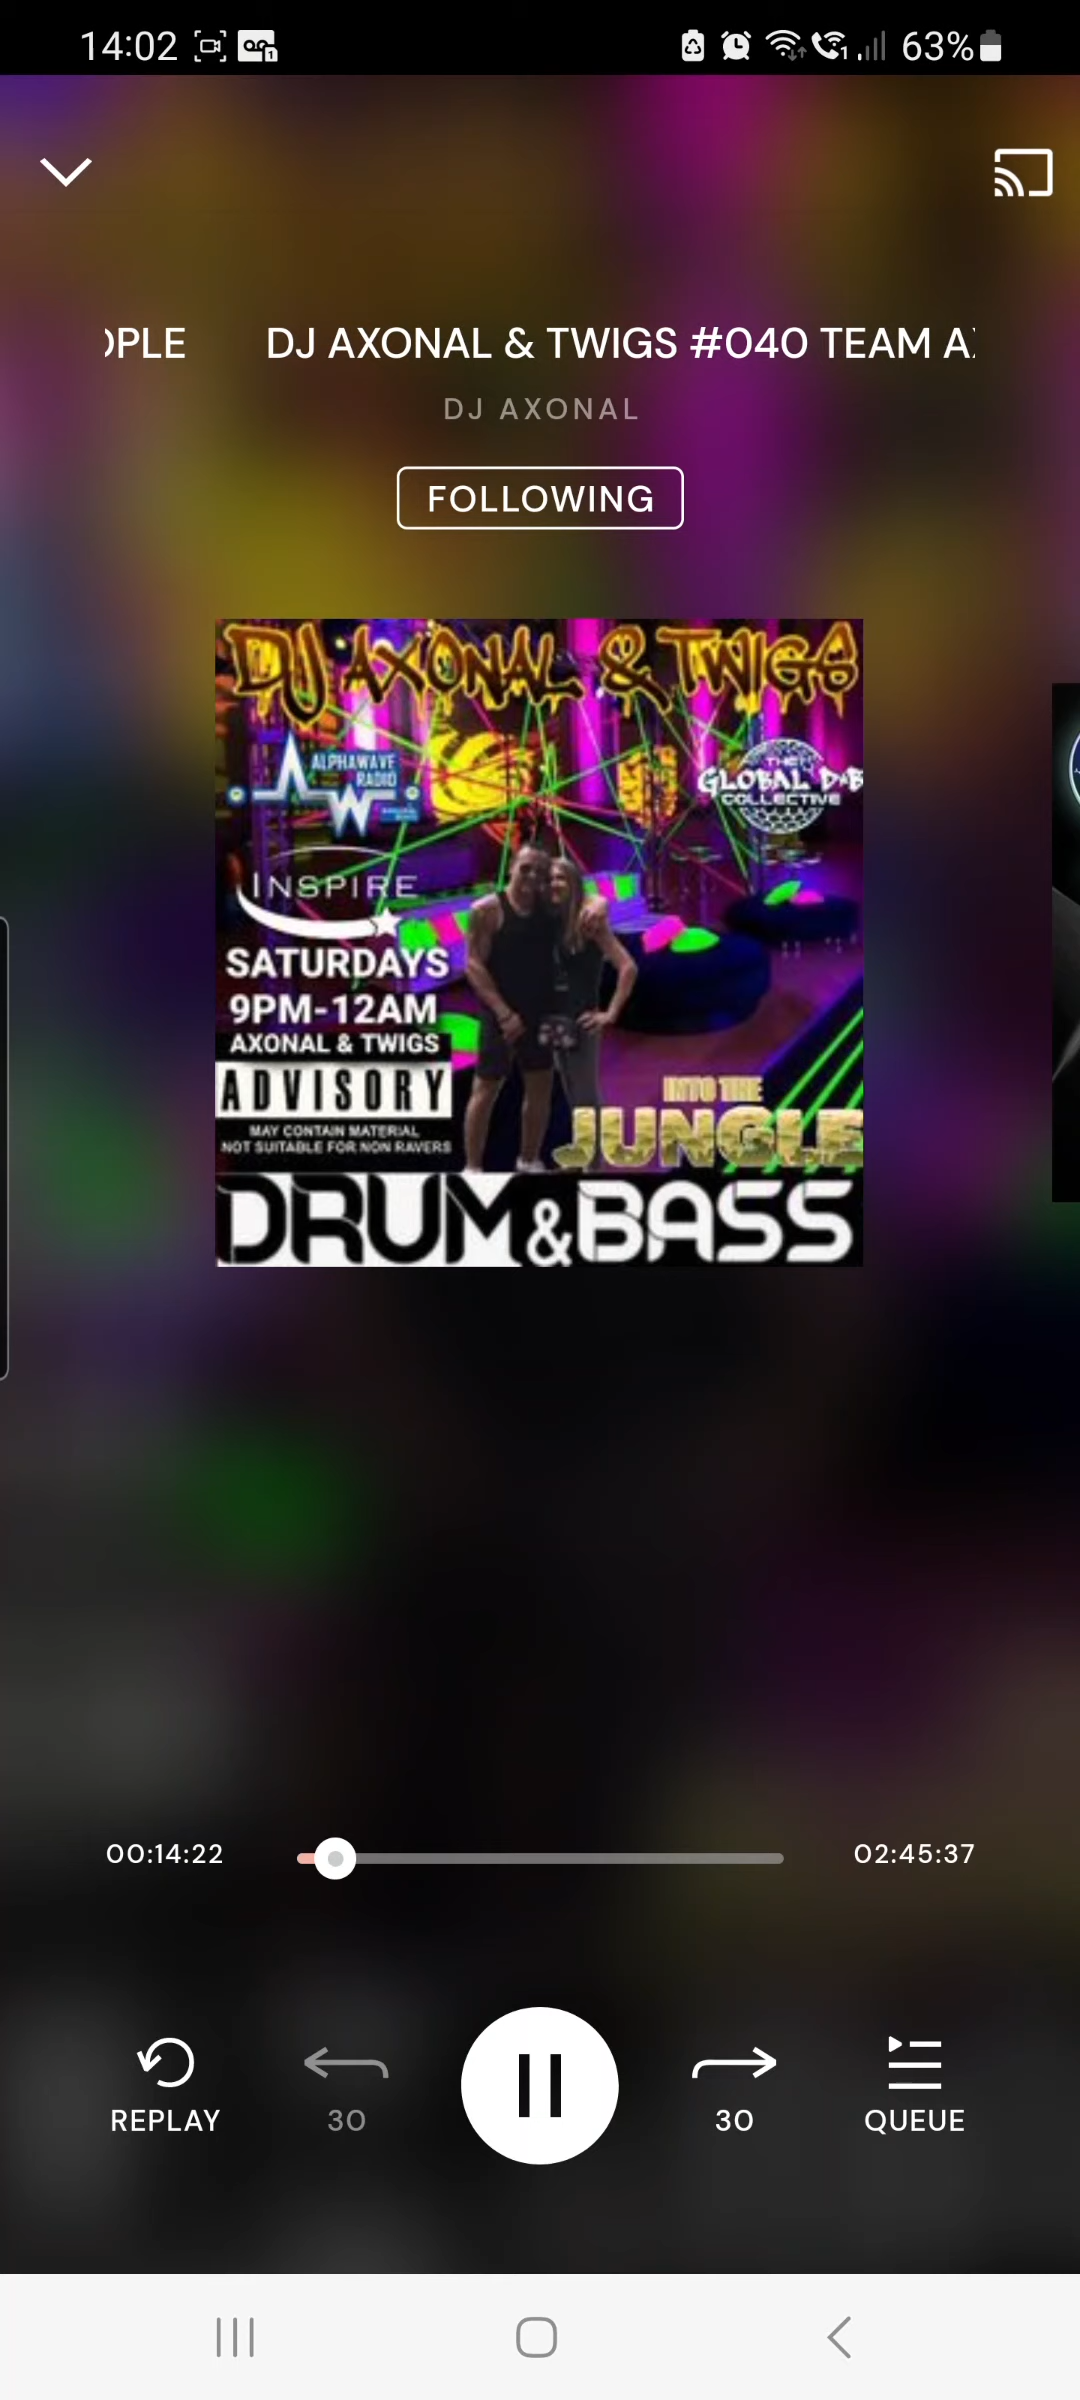 14:02
63%
OPLE DJ AXONAL & TWIGS #040 TEAM
DJ AXONAL
FOLLOWING
DJ AXONAL & TWIGS
ALPHAWAVE
RADIO
THE
GLOBAL D&B
COLLECTIVE
INSPIRE
SATURDAYS
9PM-12AM
AXONAL & TWIGS
ADVISORY
MAY CONTAIN MATERIAL
NOT SUITABLE FOR NON RAVERS
INTO THE
JUNGLE
DRUM&BASS
00:14:22
02:45:37
REPLAY
30
30
QUEUE